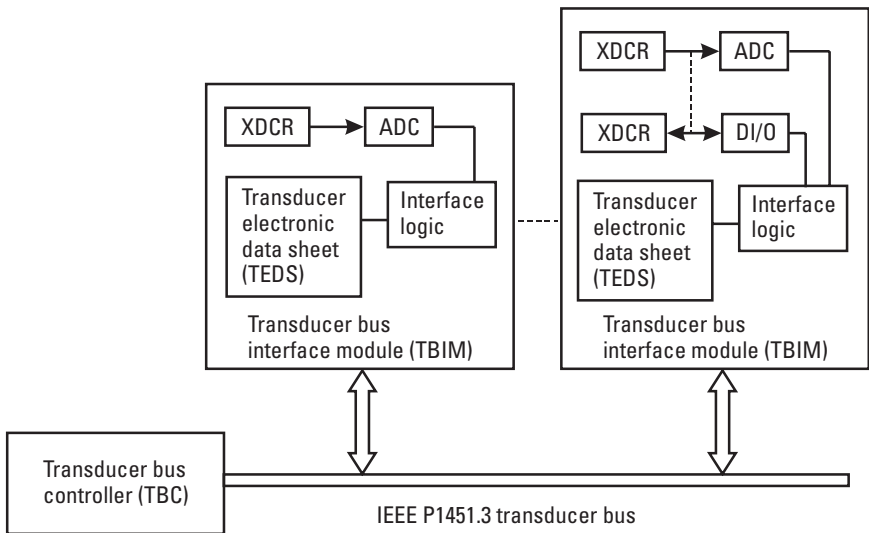 XDCR
ADC
XDCR
DI/O
Transducer
electronic
data sheet
(TEDS)
Interface
logic
Transducer bus
interface module (TBIM)
XDCR
ADC
Transducer
electronic
data sheet
(TEDS)
Interface
logic
Transducer bus
interface module (TBIM)
Transducer bus
controller (TBC)
IEEE P1451.3 transducer bus